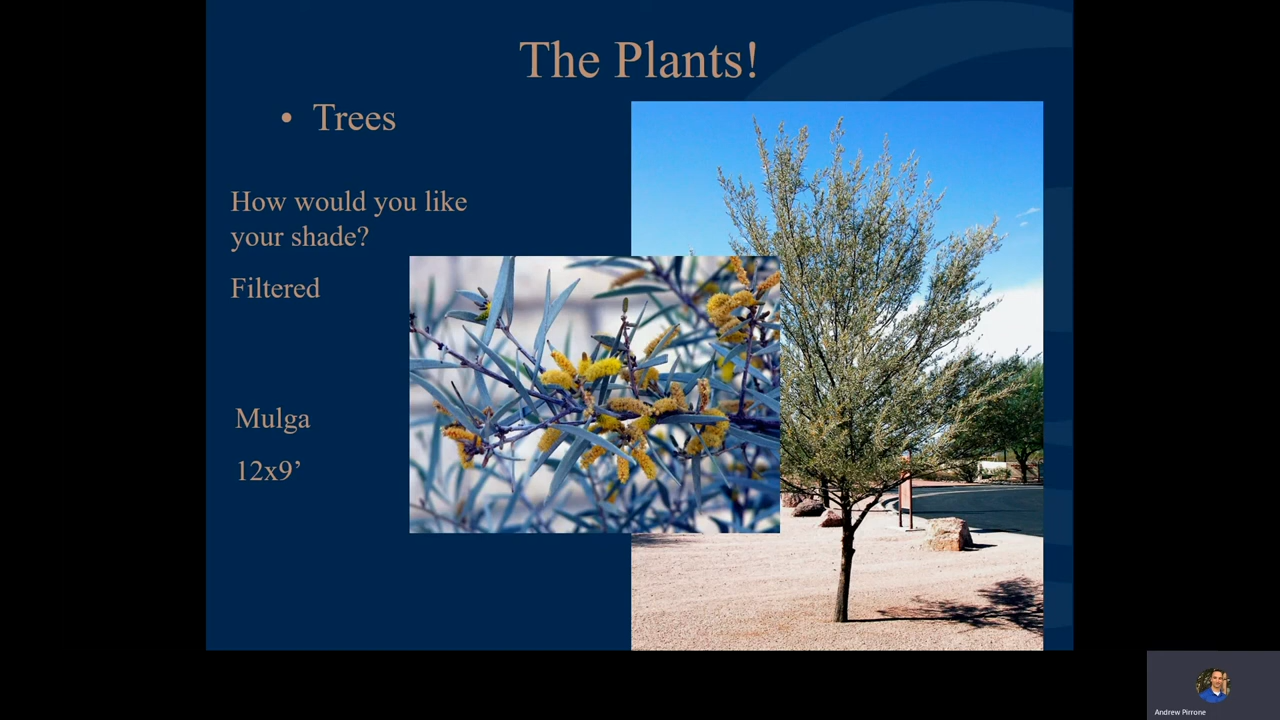 The Plants!
• Trees
How would you like
your shade?
Filtered
Mulga
12x9’
Andrew Pirrone